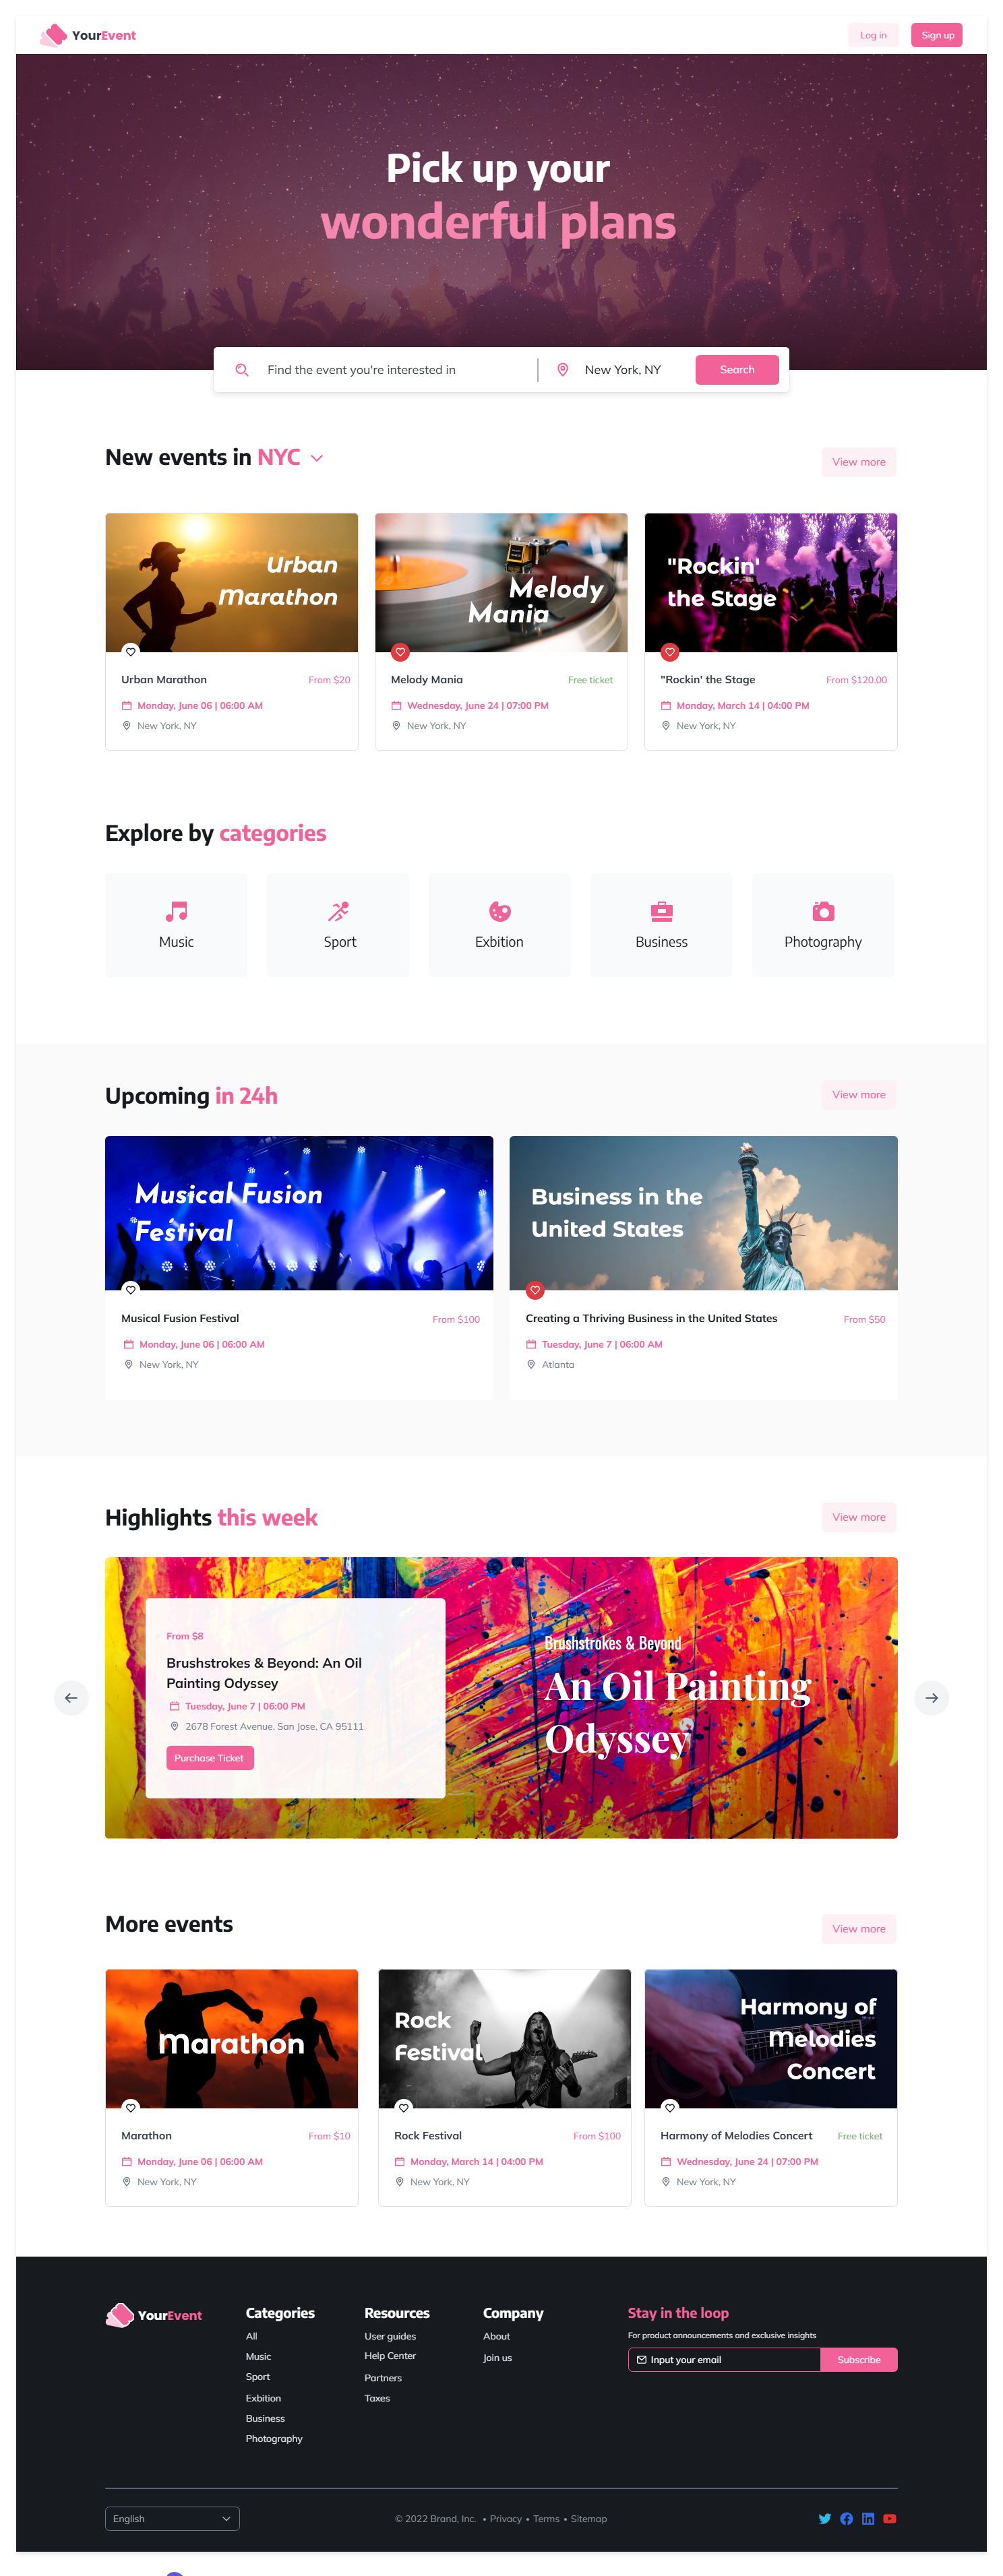 YourEvent
Log in
Sign up
Pick up your
wonderful plans
Find the event you're interested in
New York, NY
Search
New events in NYC
View more
Urban
Marathon
Melody
Mania
"Rockin'
the Stage
Urban Marathon
From $20
Monday, June 06 | 06:00 AM
New York, NY
Melody Mania
Free ticket
Wednesday, June 24 | 07:00 PM
New York, NY
"Rockin' the Stage
From $120.00
Monday, March 14 | 04:00 PM
New York, NY
Explore by categories
Music
Sport
Exbition
Business
Photography
Upcoming in 24h
View more
Musical Fusion
Festival
Business in the
United States
Musical Fusion Festival
From $100
Monday, June 06 | 06:00 AM
New York, NY
Creating a Thriving Business in the United States
From $50
Tuesday, June 7 | 06:00 AM
Atlanta
Highlights this week
View more
From $8
Brushstrokes & Beyond: An Oil
Painting Odyssey
Tuesday, June 7 | 06:00 PM
2678 Forest Avenue, San Jose, CA 95111
Purchase Ticket
Brushstrokes & Beyond
An Oil Painting
Odyssey
More events
View more
Marathon
Rock
Festival
Harmony of
Melodies
Concert
Marathon
From $10
Monday, June 06 | 06:00 AM
New York, NY
Rock Festival
From $100
Monday, March 14 | 04:00 PM
New York, NY
Harmony of Melodies Concert
Free ticket
Wednesday, June 24 | 07:00 PM
New York, NY
YourEvent
Categories
All
Music
Sport
Exbition
Business
Photography
Resources
User guides
Help Center
Partners
Taxes
Company
About
Join us
Stay in the loop
For product announcements and exclusive insights
Input your email
Subscribe
English
© 2022 Brand, Inc. • Privacy • Terms • Sitemap